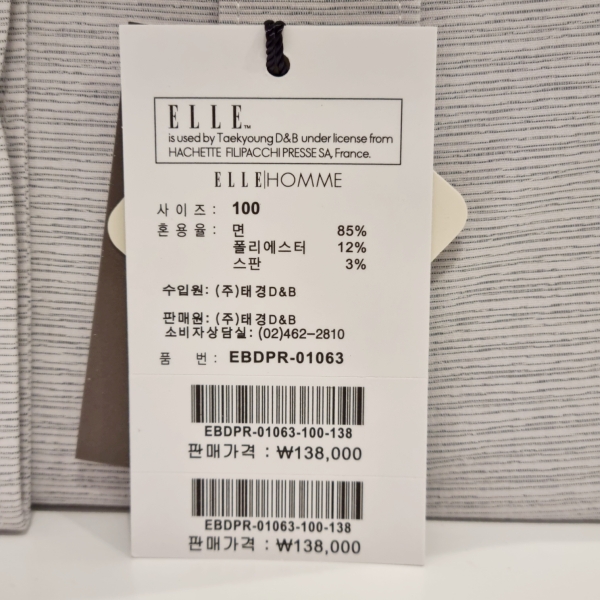 ELLE™
is used by Taekyoung D&B under license from
HACHETTE FILIPACCHI PRESSE SA, France.
ELLE|HOMME
사이즈: 100
혼용율: 면 85%
폴리에스터 12%
스판 3%
수입원: (주)태경D&B
판매원: (주)태경D&B
소비자상담실: (02)462-2810
품 번: EBDPR-01063
EBDPR-01063-100-138
판매가격 : ₩138,000
EBDPR-01063-100-138
판매가격 : ₩138,000